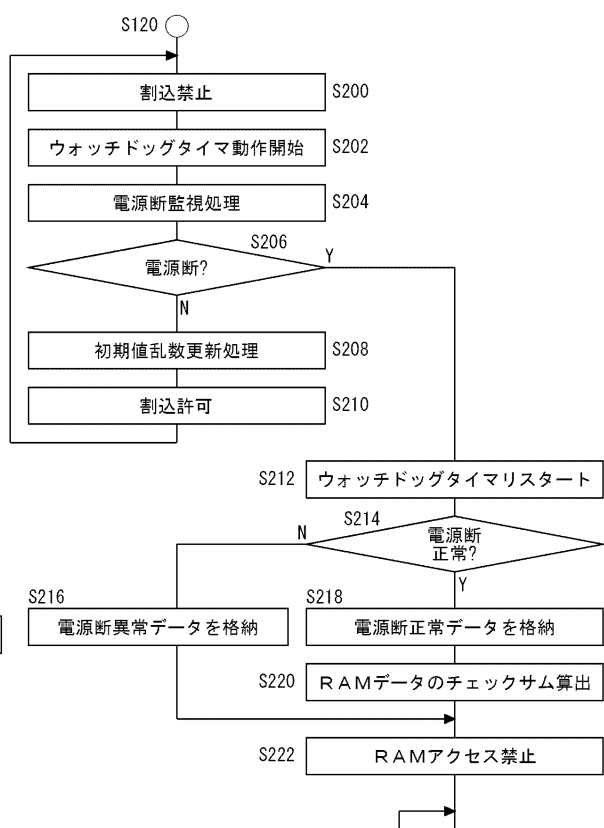 S120
割込禁止 S200
ウォッチドッグタイマ動作開始 S202
電源断監視処理 S204
S206
電源断? Y
N
初期値乱数更新処理 S208
割込許可 S210
S212 ウォッチドッグタイマリスタート
S214
N 電源断
正常?
Y
S216 S218
電源断異常データを格納 電源断正常データを格納
S220 RAMデータのチェックサム算出
S222 RAMアクセス禁止